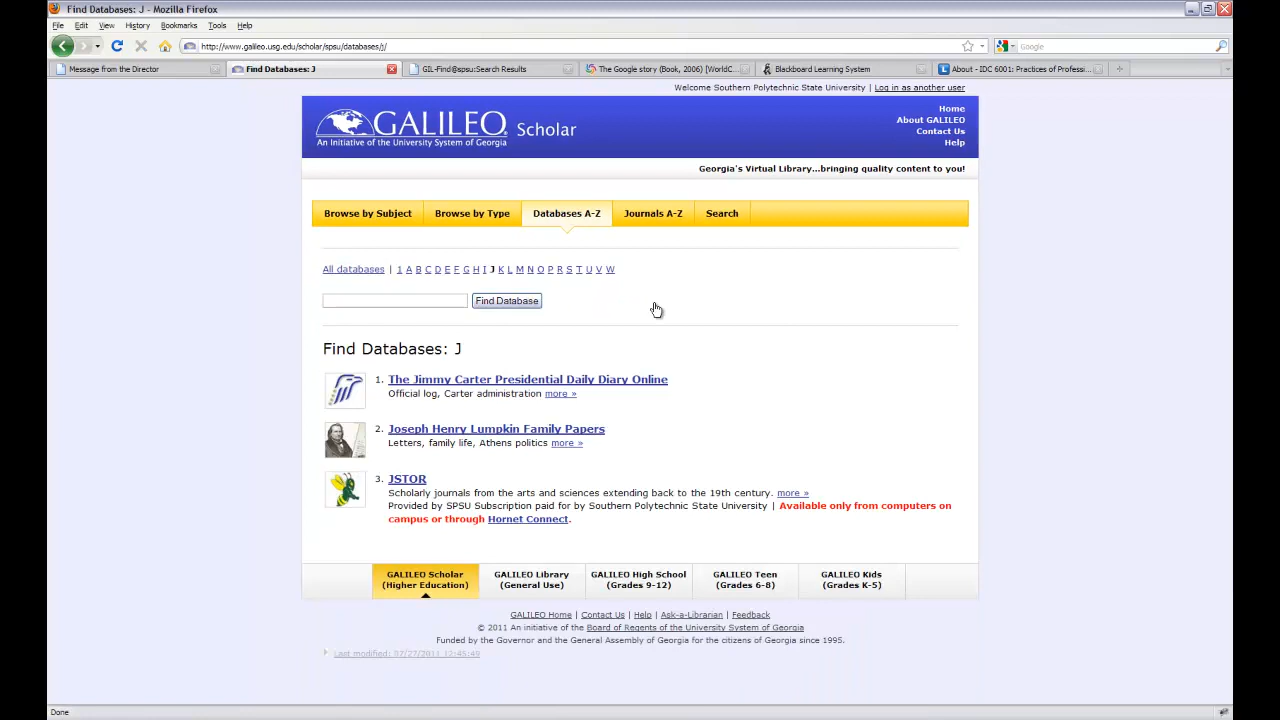 Find Databases: J - Mozilla Firefox
File Edit View History Bookmarks Tools Help
http://www.galileo.usg.edu/scholar/spsu/databases/j/
Google
Message from the Director
Find Databases: J
GIL-Find@spsu:Search Results
The Google story (Book, 2006) [WorldC...
Blackboard Learning System
About - IDC 6001: Practices of Professi...
Welcome Southern Polytechnic State University | Log in as another user
GALILEO Scholar
An Initiative of the University System of Georgia
Home
About GALILEO
Contact Us
Help
Georgia's Virtual Library...bringing quality content to you!
Browse by Subject Browse by Type Databases A-Z Journals A-Z Search
All databases | 1 A B C D E F G H I J K L M N O P R S T U V W
Find Database
Find Databases: J
1. The Jimmy Carter Presidential Daily Diary Online
Official log, Carter administration more »
2. Joseph Henry Lumpkin Family Papers
Letters, family life, Athens politics more »
3. JSTOR
Scholarly journals from the arts and sciences extending back to the 19th century. more »
Provided by SPSU Subscription paid for by Southern Polytechnic State University | Available only from computers on
campus or through Hornet Connect.
GALILEO Scholar
(Higher Education)
GALILEO Library
(General Use)
GALILEO High School
(Grades 9-12)
GALILEO Teen
(Grades 6-8)
GALILEO Kids
(Grades K-5)
GALILEO Home | Contact Us | Help | Ask-a-Librarian | Feedback
© 2011 An initiative of the Board of Regents of the University System of Georgia
Funded by the Governor and the General Assembly of Georgia for the citizens of Georgia since 1995.
Last modified: 07/27/2011 12:45:49
Done